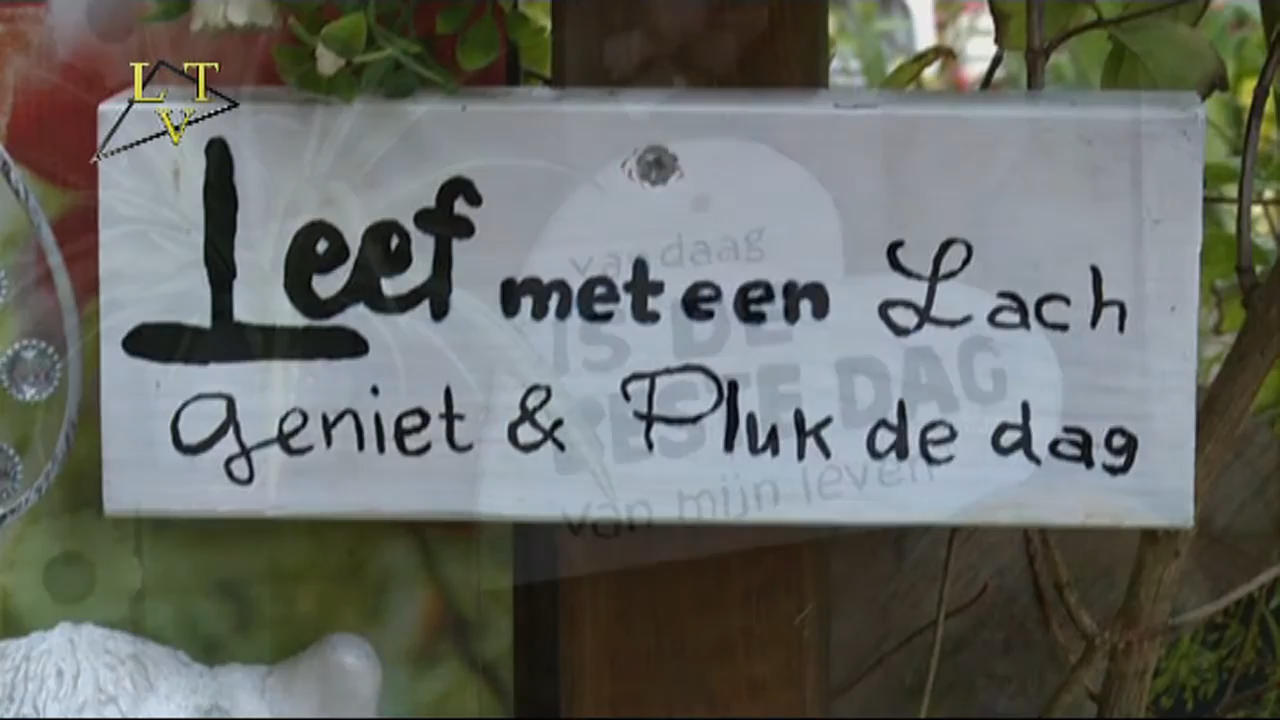 LTV
Leef met een Lach
geniet & Pluk de dag
vandaag
IS DE
BESTE DAG
van mijn leven